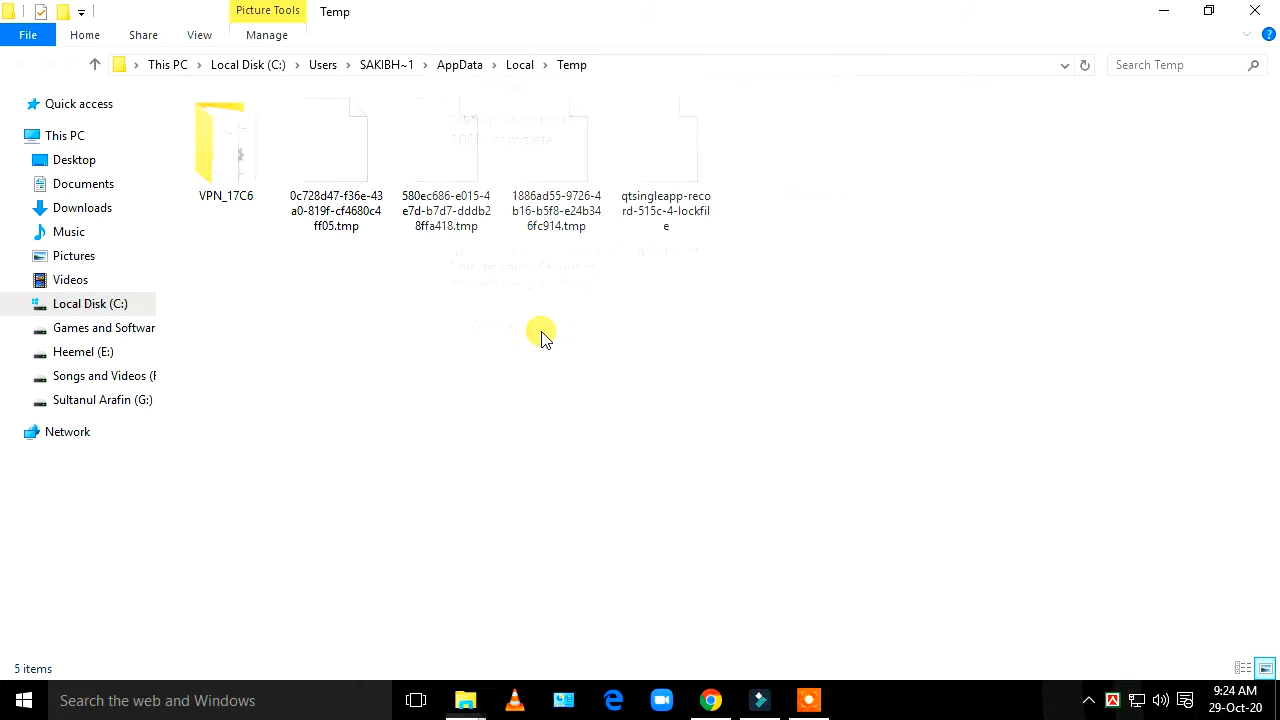 Picture Tools
Temp
File
Home
Share
View
Manage
This PC
Local Disk (C:)
Users
SAKIBH~1
AppData
Local
Temp
Search Temp
Quick access
This PC
Desktop
Documents
Downloads
Music
Pictures
Videos
Local Disk (C:)
Games and Softwar
Heemel (E:)
Songs and Videos (F
Sultanul Arafin (G:)
Network
VPN_17C6
0c728d47-f36e-43
a0-819f-cf4680c4
ff05.tmp
580ec686-e015-4
e7d-b7d7-dddb2
8ffa418.tmp
1886ad55-9726-4
b16-b5f8-e24b34
6fc914.tmp
qtsingleapp-reco
rd-515c-4-lockfil
e
100% complete
5 items
Search the web and Windows
9:24 AM
29-Oct-20